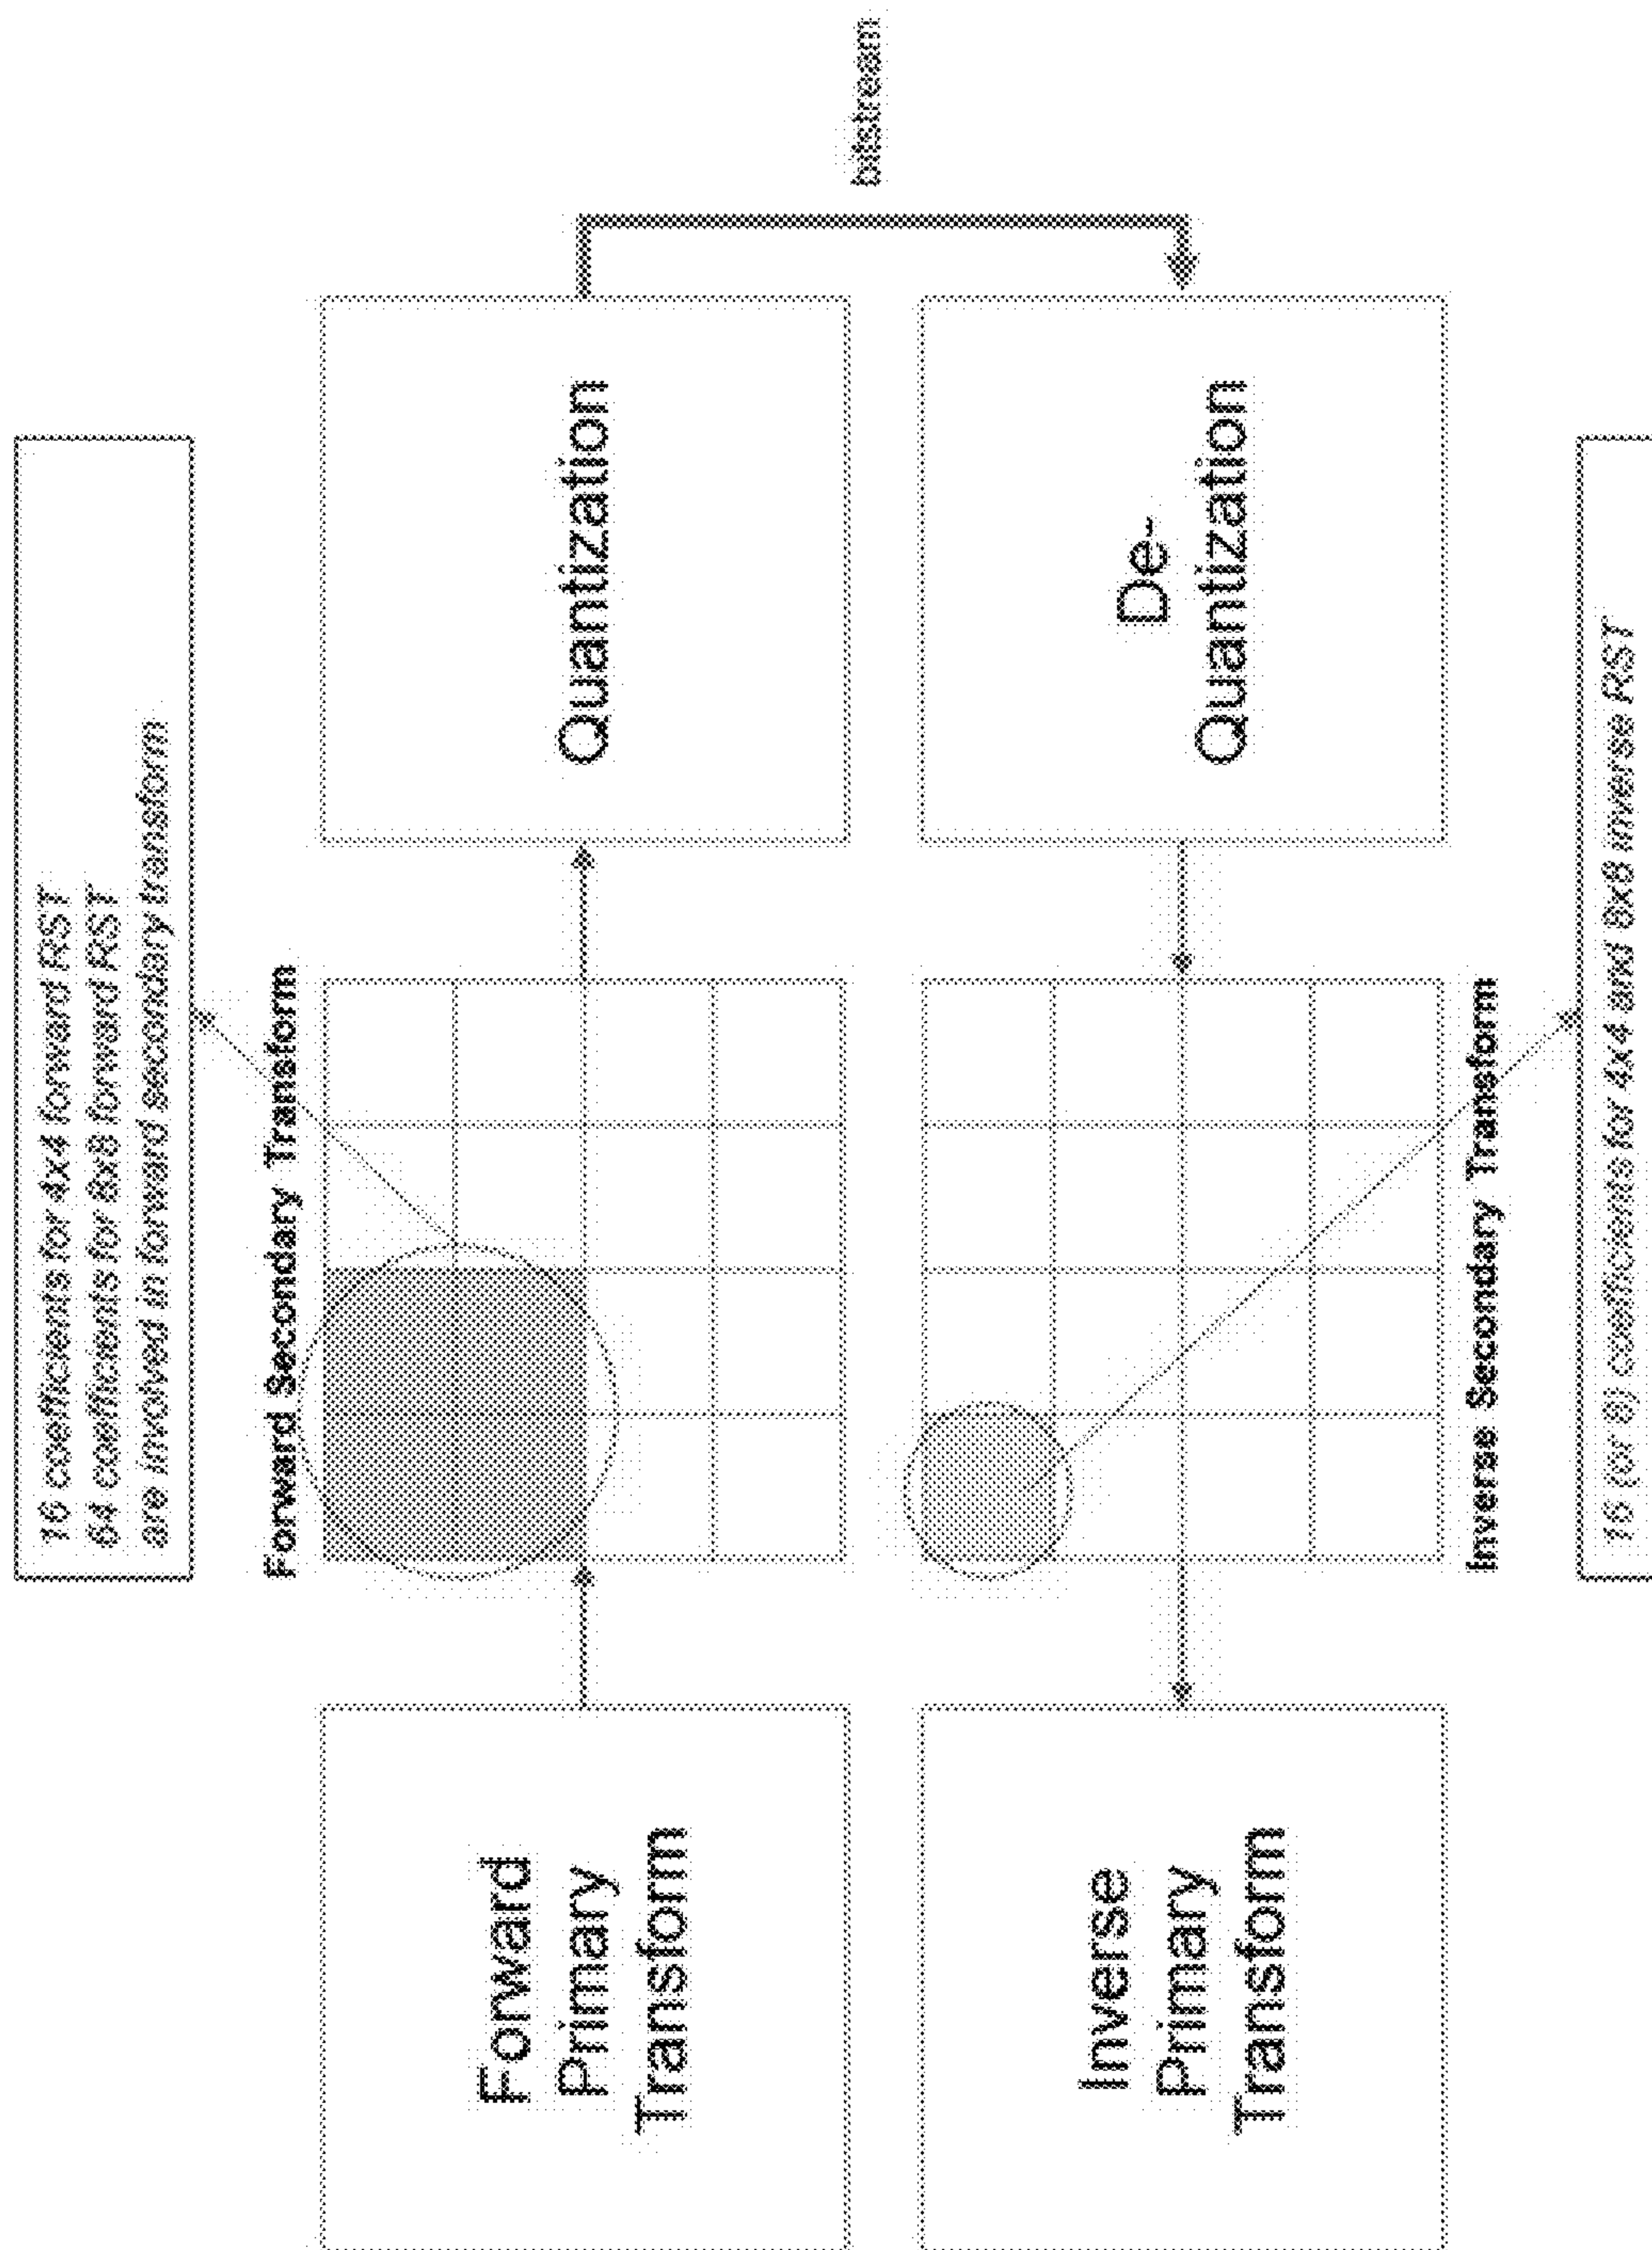 16 coefficients for 4x4 forward RST
64 coefficients for 8x8 forward RST
are involved in forward secondary transform
Forward Secondary Transform
Forward
Primary
Transform
Quantization
bitstream
Inverse
Primary
Transform
De-
Quantization
Inverse Secondary Transform
16 (or 8) coefficients for 4x4 and 8x8 inverse RST